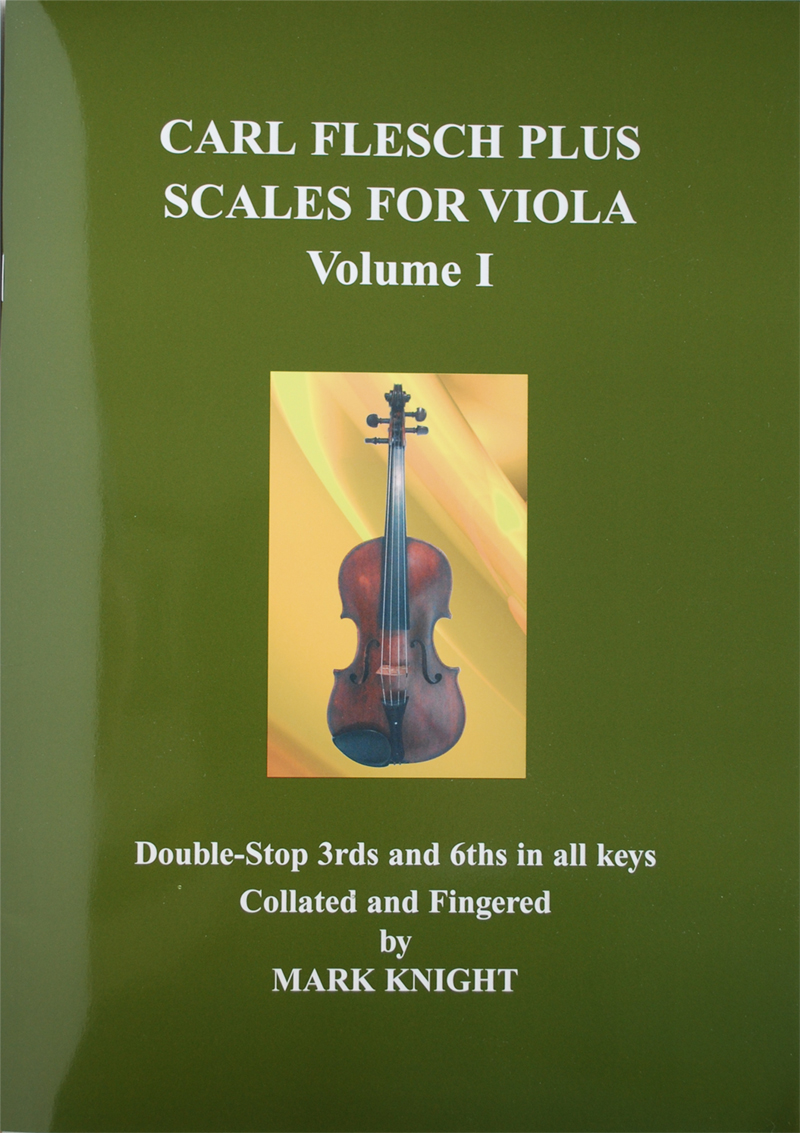 CARL FLESCH PLUS
SCALES FOR VIOLA
Volume I
Double-Stop 3rds and 6ths in all keys
Collated and Fingered
by
MARK KNIGHT